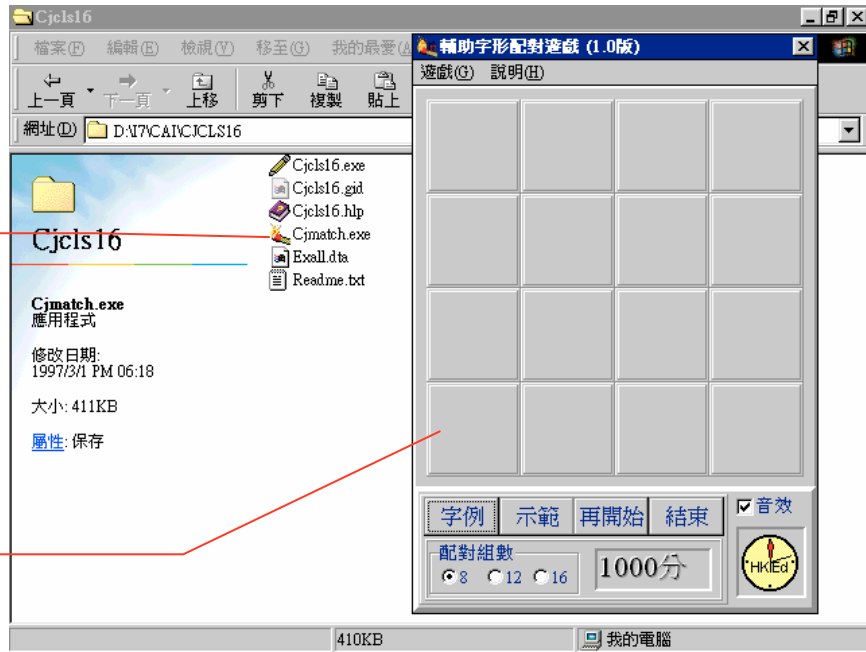 Cjcls16
檔案(F) 編輯(E) 檢視(V) 移至(G) 我的最愛(A
上一頁 下一頁 上移 剪下 複製 貼上
網址(D) D:\I7\CAI\CJCLS16
Cjcls16
Cjmatch.exe
應用程式
修改日期:
1997/3/1 PM 06:18
大小: 411KB
屬性: 保存
Cjcls16.exe
Cjcls16.gid
Cjcls16.hlp
Cjmatch.exe
Exall.dta
Readme.txt
輔助字形配對遊戲 (1.0版)
遊戲(G) 說明(H)
字例 示範 再開始 結束
音效
配對組數
8 12 16
1000分
HKIEd
410KB
我的電腦